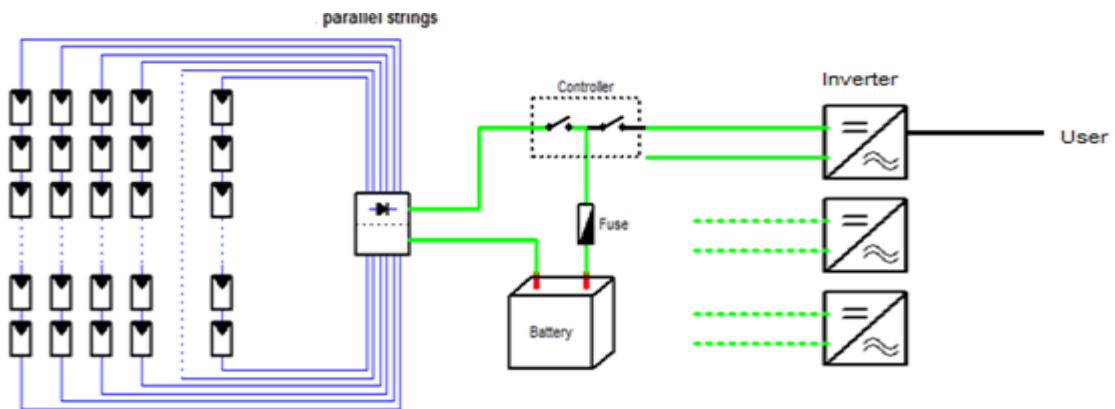 parallel strings
Controller
Inverter
User
Fuse
Battery